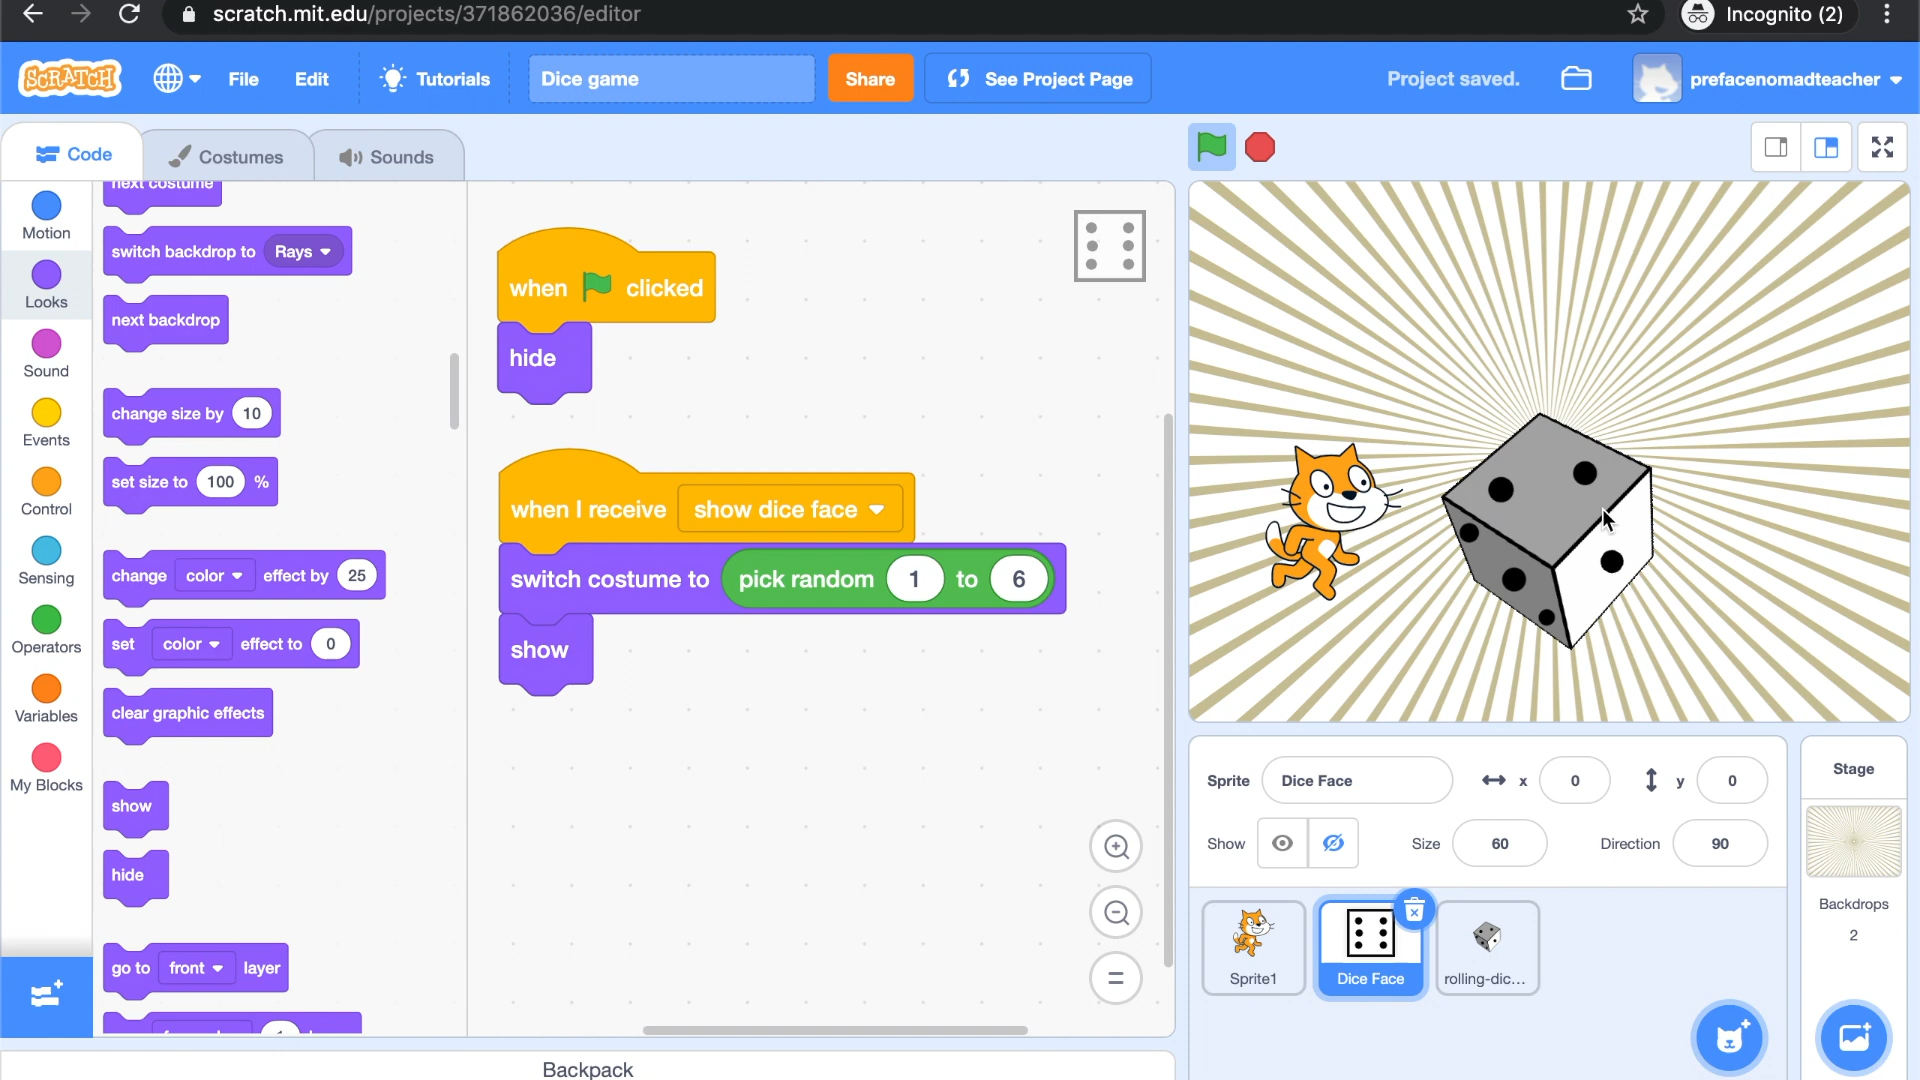 scratch.mit.edu/projects/371862036/editor
Incognito (2)
SCRATCH
File
Edit
Tutorials
Dice game
Share
See Project Page
Project saved.
prefacenomadteacher
Code
Costumes
Sounds
Motion
Looks
Sound
Events
Control
Sensing
Operators
Variables
My Blocks
next costume
switch backdrop to Rays
next backdrop
change size by 10
set size to 100 %
change color effect by 25
set color effect to 0
clear graphic effects
show
hide
go to front layer
when clicked
hide
when I receive show dice face
switch costume to pick random 1 to 6
show
Sprite Dice Face x 0 y 0
Show Size 60 Direction 90
Sprite1
Dice Face
rolling-dic...
Stage
Backdrops
2
Backpack